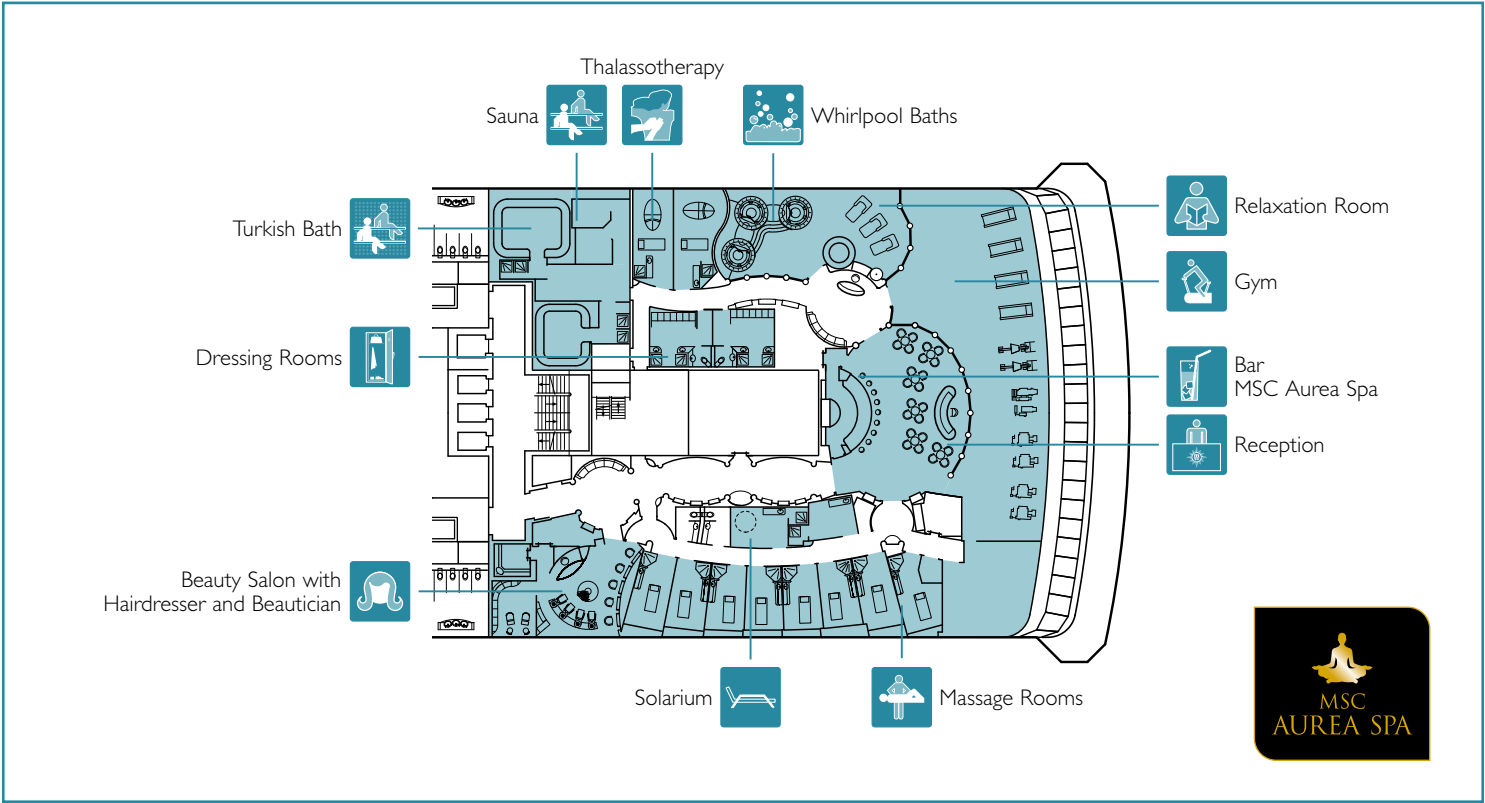 Thalassotherapy
Sauna
Whirlpool Baths
Turkish Bath
Relaxation Room
Gym
Dressing Rooms
Bar
MSC Aurea Spa
Reception
Beauty Salon with
Hairdresser and Beautician
Solarium
Massage Rooms
MSC
AUREA SPA